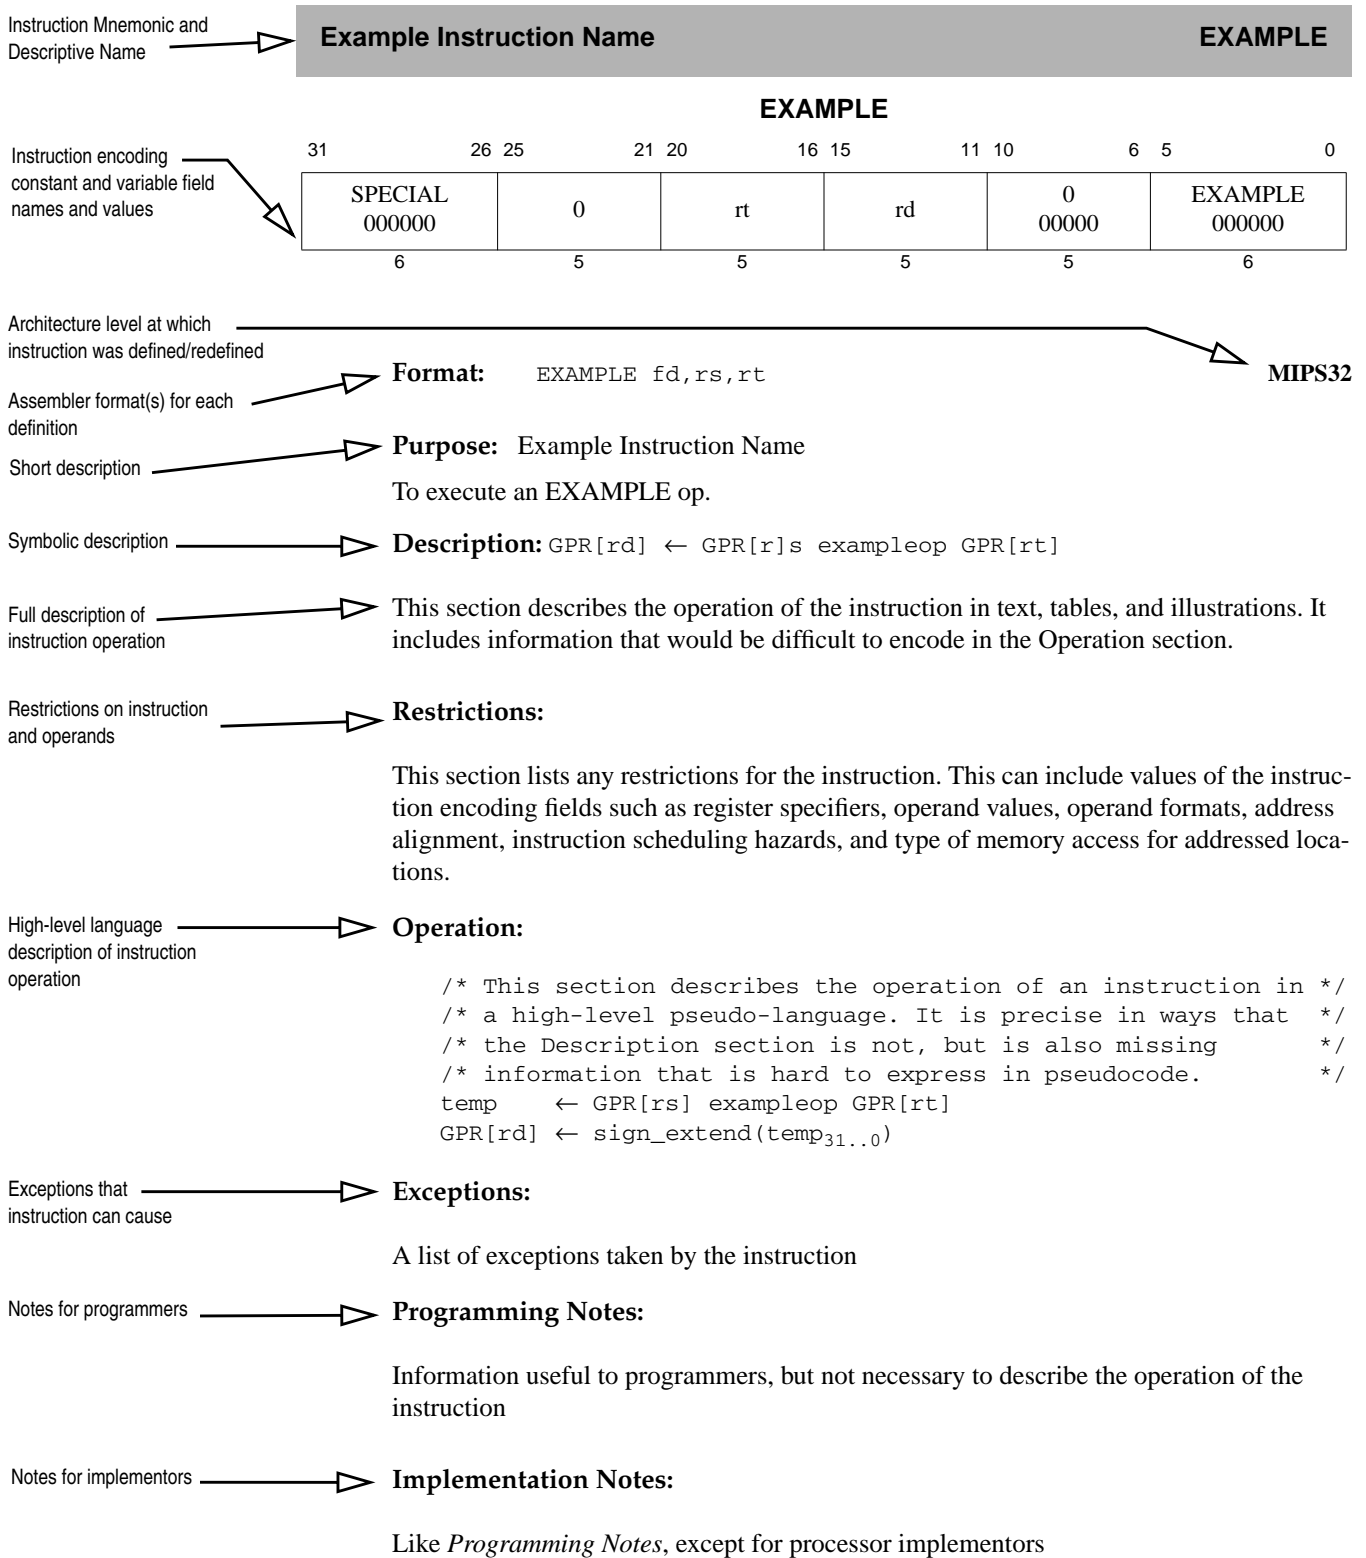 Instruction Mnemonic and
Descriptive Name
Example Instruction Name EXAMPLE
EXAMPLE
31 26 25 21 20 16 15 11 10 6 5 0
Instruction encoding
constant and variable field
names and values
SPECIAL 0 rt rd 0 EXAMPLE
000000 00000 000000
6 5 5 5 5 6
Architecture level at which
instruction was defined/redefined
Format: EXAMPLE fd,rs,rt MIPS32
Assembler format(s) for each
definition
Purpose: Example Instruction Name
Short description
To execute an EXAMPLE op.
Symbolic description
Description: GPR[rd] ← GPR[r]s exampleop GPR[rt]
Full description of
instruction operation
This section describes the operation of the instruction in text, tables, and illustrations. It
includes information that would be difficult to encode in the Operation section.
Restrictions on instruction
and operands
Restrictions:
This section lists any restrictions for the instruction. This can include values of the instruc-
tion encoding fields such as register specifiers, operand values, operand formats, address
alignment, instruction scheduling hazards, and type of memory access for addressed loca-
tions.
High-level language
description of instruction
operation
Operation:
/* This section describes the operation of an instruction in */
/* a high-level pseudo-language. It is precise in ways that */
/* the Description section is not, but is also missing */
/* information that is hard to express in pseudocode. */
temp ← GPR[rs] exampleop GPR[rt]
GPR[rd] ← sign_extend(temp31..0)
Exceptions that
instruction can cause
Exceptions:
A list of exceptions taken by the instruction
Notes for programmers
Programming Notes:
Information useful to programmers, but not necessary to describe the operation of the
instruction
Notes for implementors
Implementation Notes:
Like Programming Notes, except for processor implementors